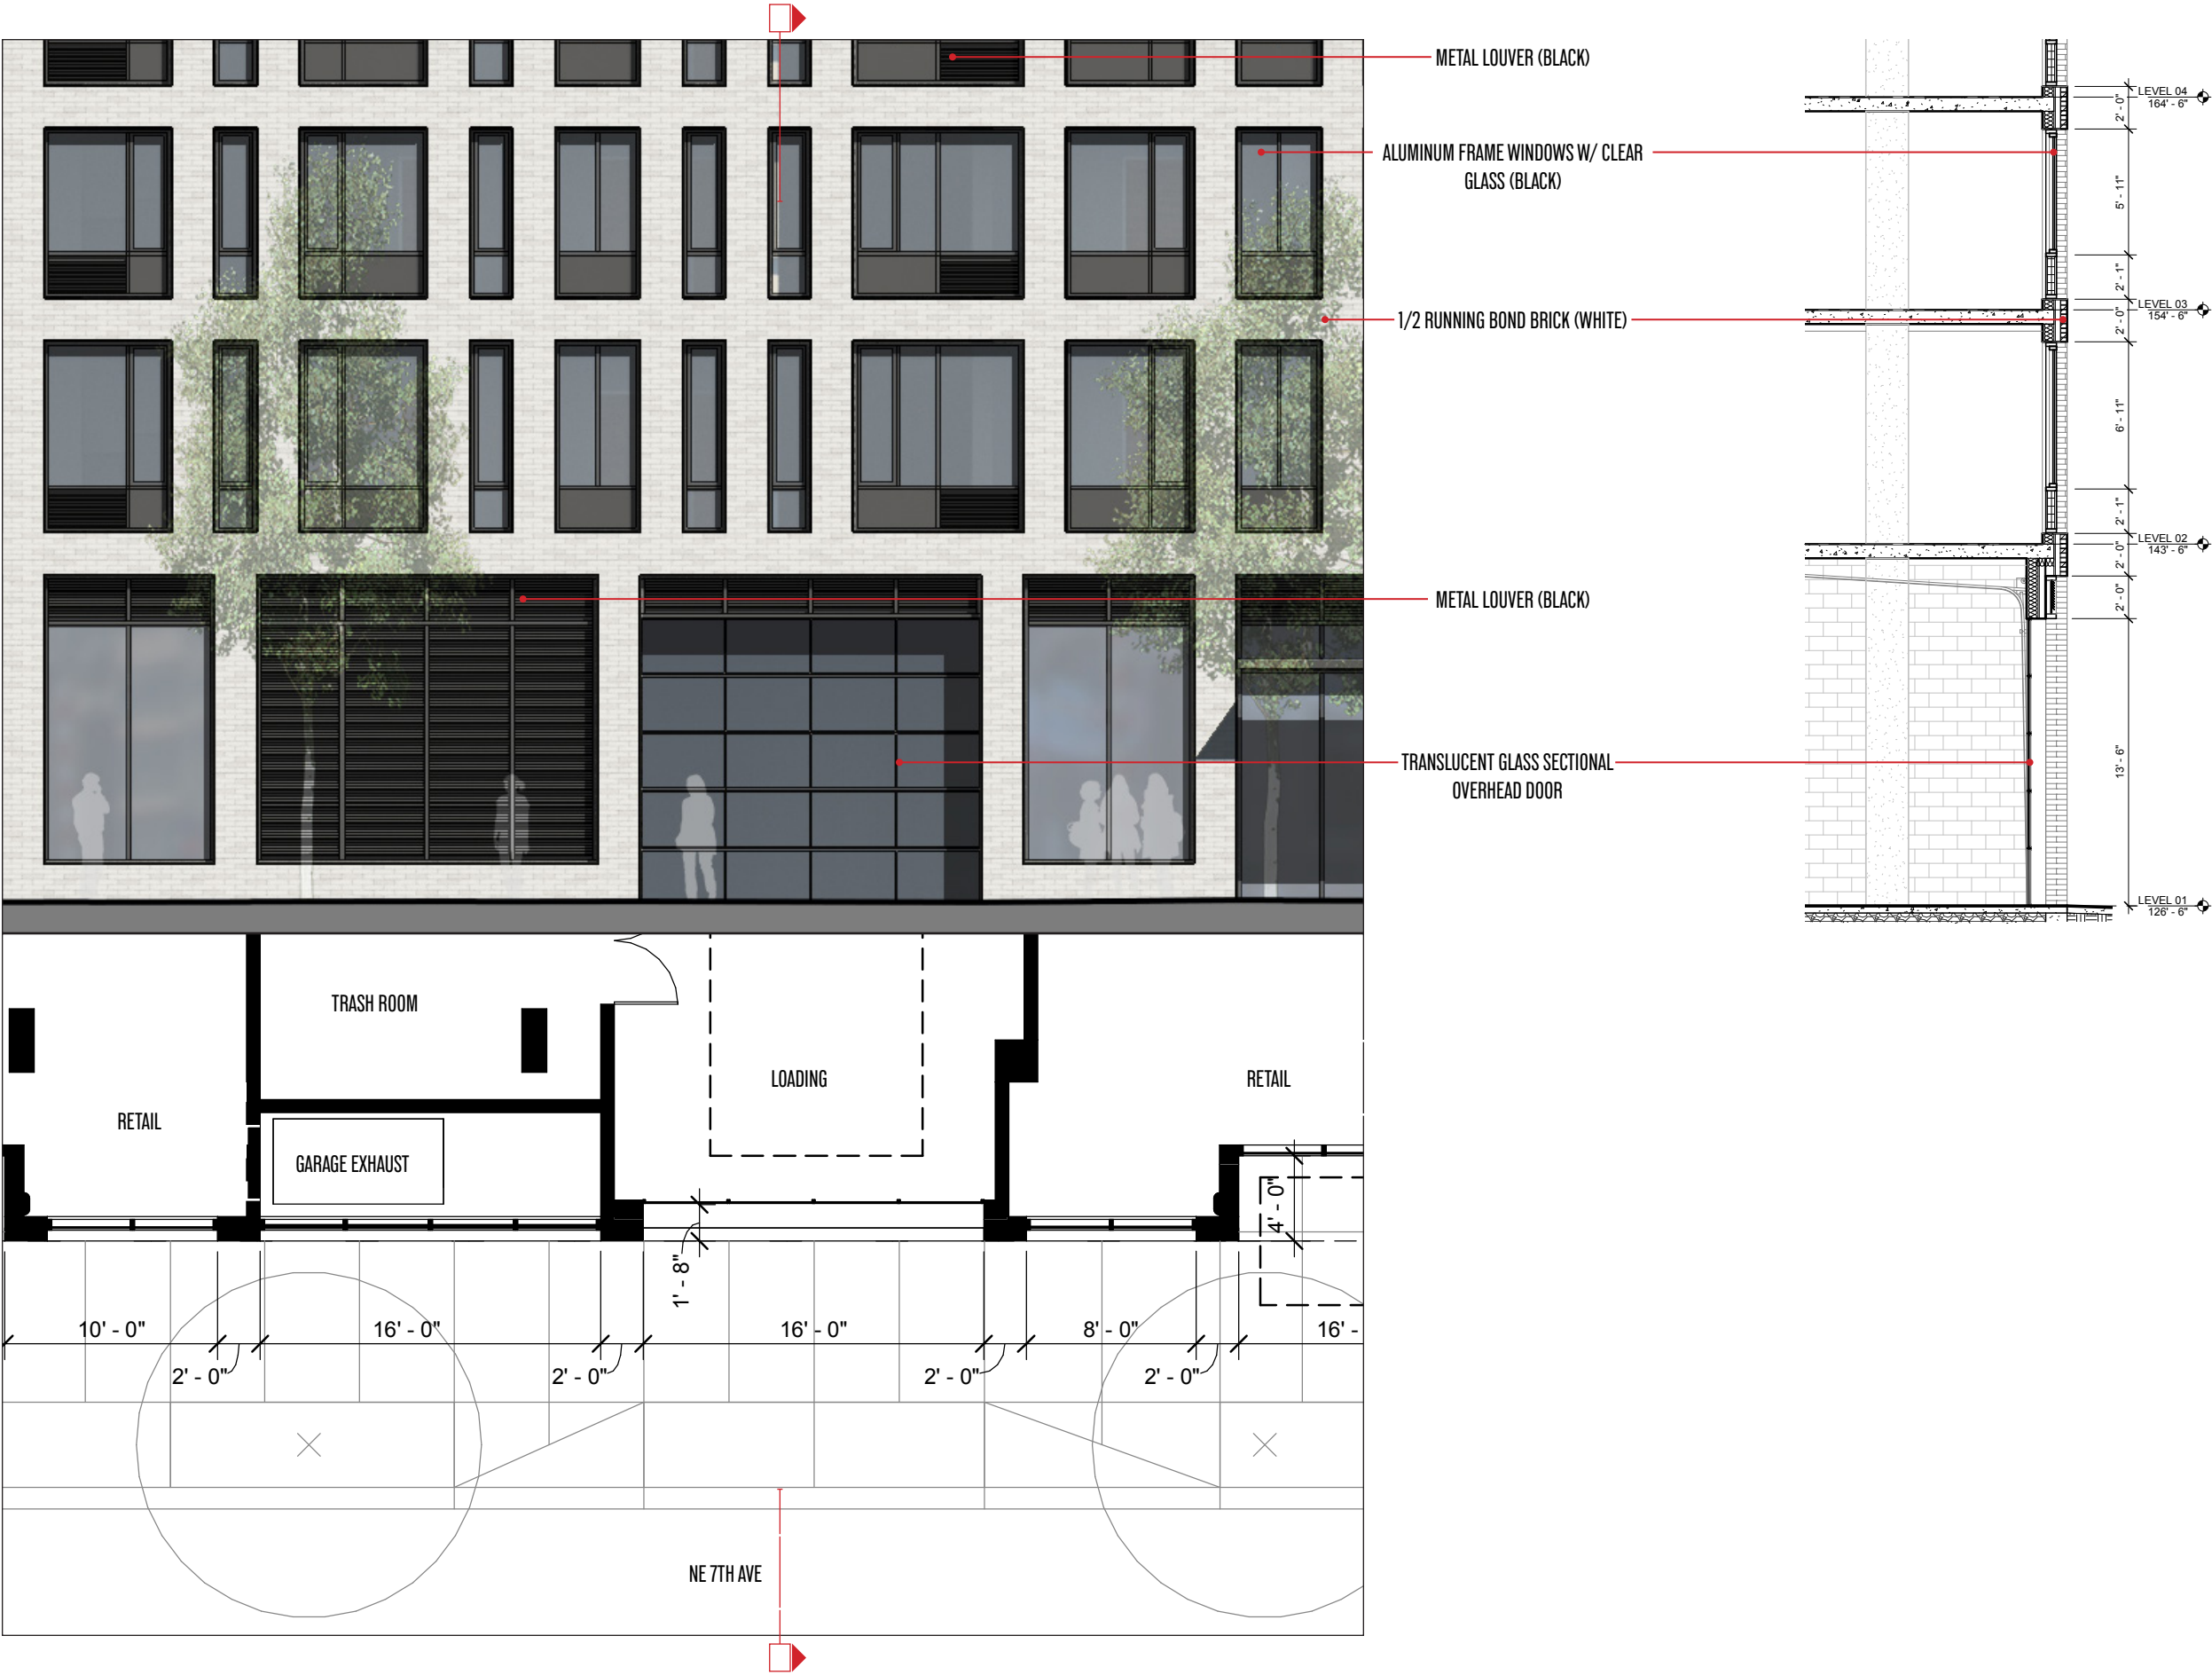 METAL LOUVER (BLACK)
ALUMINUM FRAME WINDOWS W/ CLEAR
GLASS (BLACK)
1/2 RUNNING BOND BRICK (WHITE)
METAL LOUVER (BLACK)
TRANSLUCENT GLASS SECTIONAL
OVERHEAD DOOR
LEVEL 04
164' - 6"
2' - 0"
5' - 11"
2' - 1"
LEVEL 03
154' - 6"
2' - 0"
6' - 11"
2' - 1"
LEVEL 02
143' - 6"
2' - 0"
2' - 0"
13' - 6"
LEVEL 01
126' - 6"
TRASH ROOM
LOADING
RETAIL
RETAIL
GARAGE EXHAUST
4' - 0"
1' - 8"
10' - 0"
16' - 0"
16' - 0"
8' - 0"
16' -
2' - 0"
2' - 0"
2' - 0"
2' - 0"
NE 7TH AVE